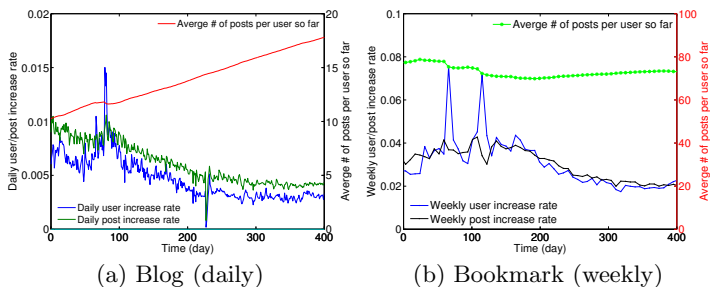 Averge # of posts per user so far
Daily user/post increase rate
0.02
0.015
0.01
0.005
0
20
15
10
5
0
Averge # of posts per user so far
Daily user increase rate
Daily post increase rate
0 100 200 300 400
Time (day)
(a) Blog (daily)
Averge # of posts per user so far
Weekly user/post increase rate
0.1
0.08
0.06
0.04
0.02
0
100
80
60
40
20
0
Averge # of posts per user so far
Weekly user increase rate
Weekly post increase rate
0 100 200 300 400
Time (day)
(b) Bookmark (weekly)